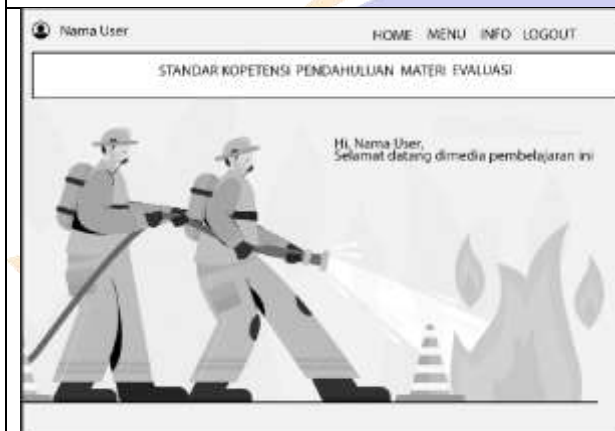 Nama User
HOME MENU INFO LOGOUT
STANDAR KOPETENSI PENDAHULUAN MATERI EVALUASI
Hi, Nama User,
Selamat datang dimedia pembelajaran ini